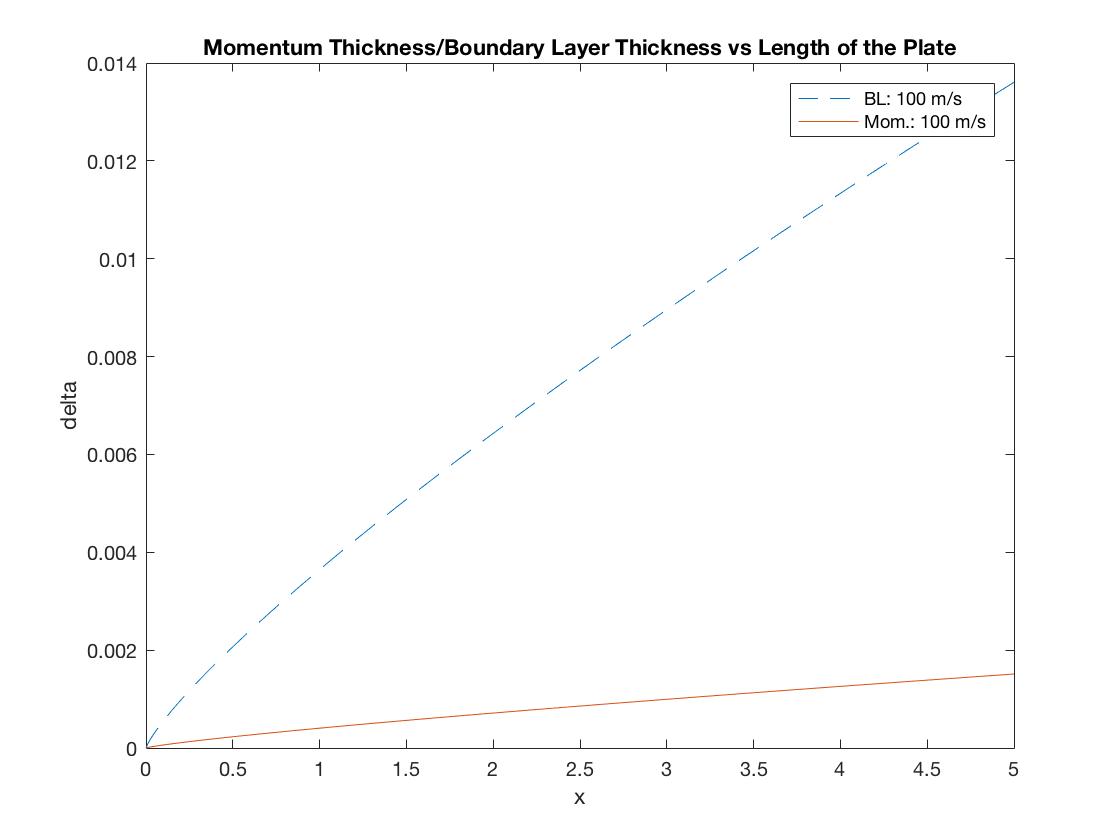 Momentum Thickness/Boundary Layer Thickness vs Length of the Plate
0.014
BL: 100 m/s
Mom.: 100 m/s
0.012
0.01
0.008
delta
0.006
0.004
0.002
0
0 0.5 1 1.5 2 2.5 3 3.5 4 4.5 5
x